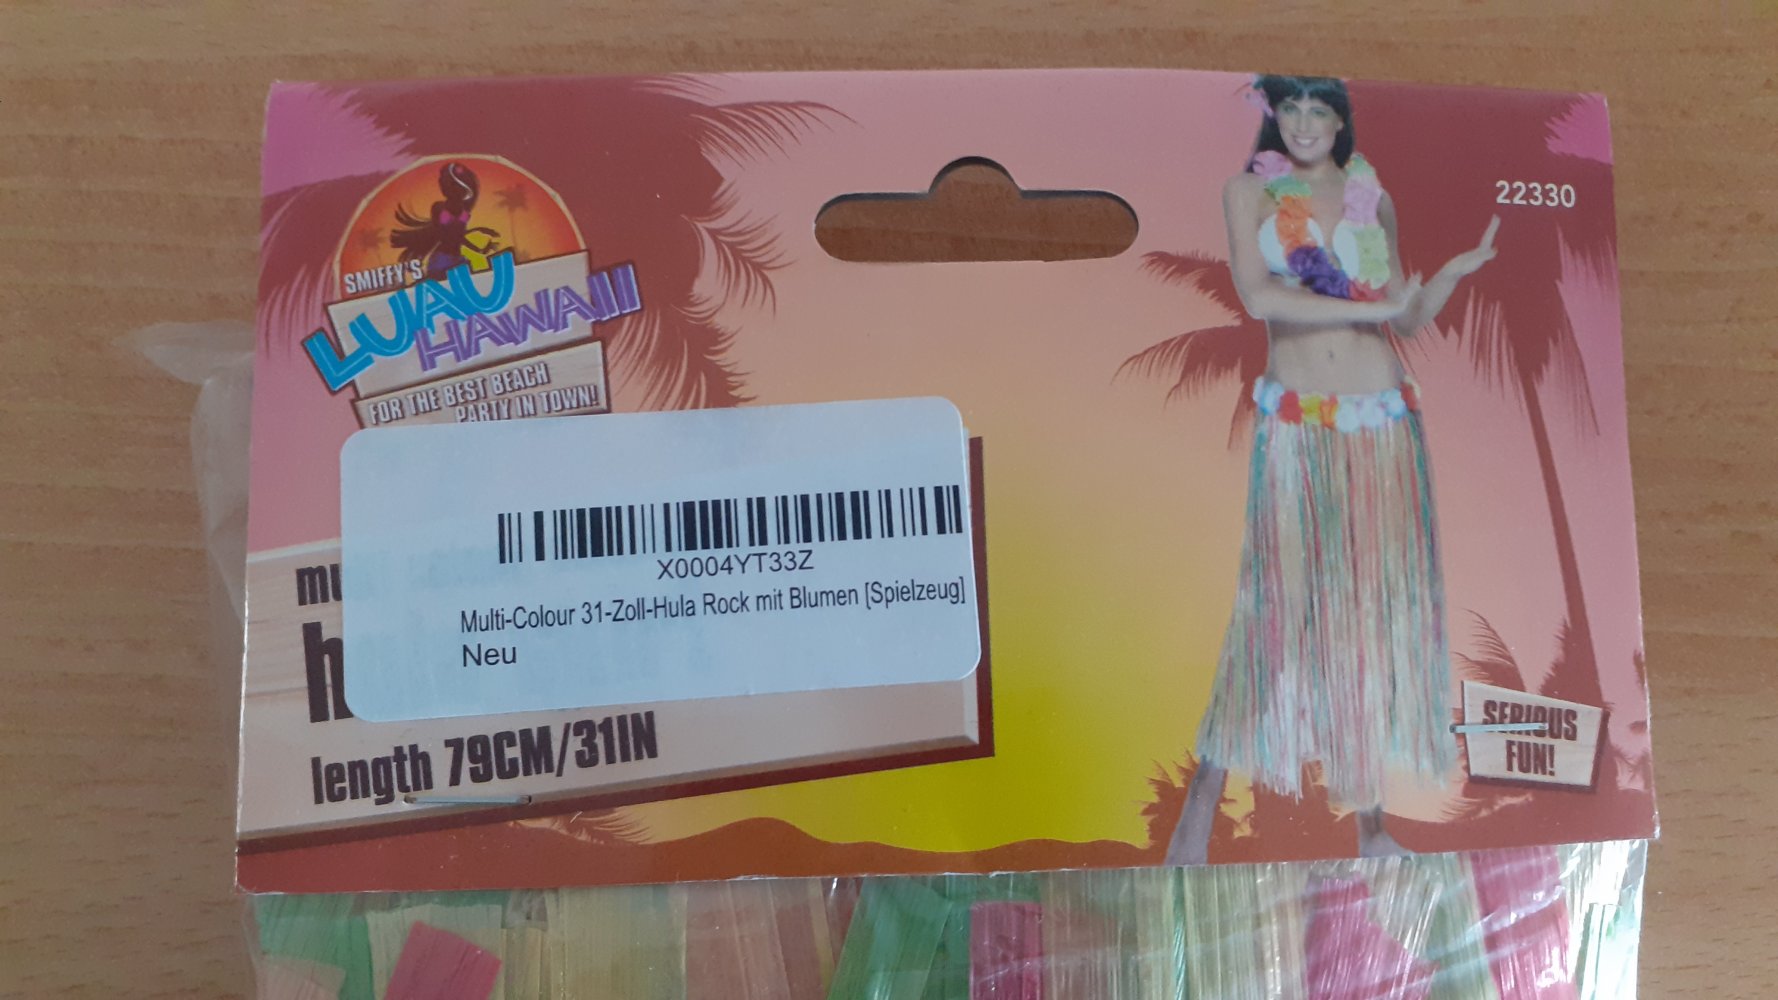 22330
SMIFFY'S
LUAU
HAWAII
FOR THE BEST BEACH
PARTY IN TOWN!
X0004YT33Z
Multi-Colour 31-Zoll-Hula Rock mit Blumen [Spielzeug]
Neu
length 79CM/31IN
SERIOUS
FUN!